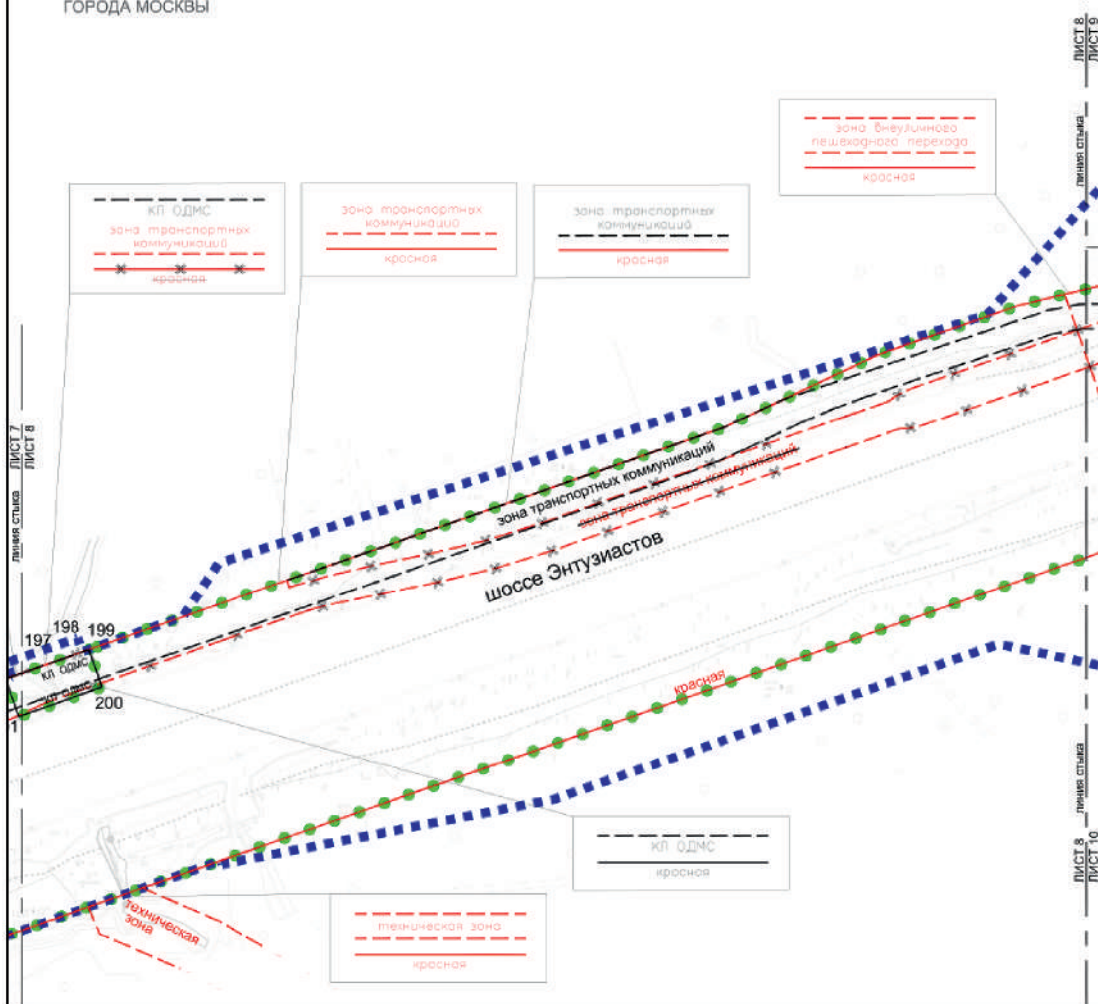 ГОРОДА МОСКВЫ
ЛИСТ 8
ЛИСТ 9
линия стыка
зона внеуличного
пешеходного перехода
красная
КЛ ОДМС
зона транспортных
коммуникаций
красная
зона транспортных
коммуникаций
красная
зона транспортных
коммуникаций
красная
ЛИСТ 7
ЛИСТ 8
линия стыка
зона транспортных коммуникаций
зона транспортных коммуникаций
шоссе Энтузиастов
197
198
199
КЛ ОДМС
КЛ ОДМС
200
1
красная
линия стыка
ЛИСТ 8
ЛИСТ 10
КЛ ОДМС
красная
техническая
зона
техническая зона
красная